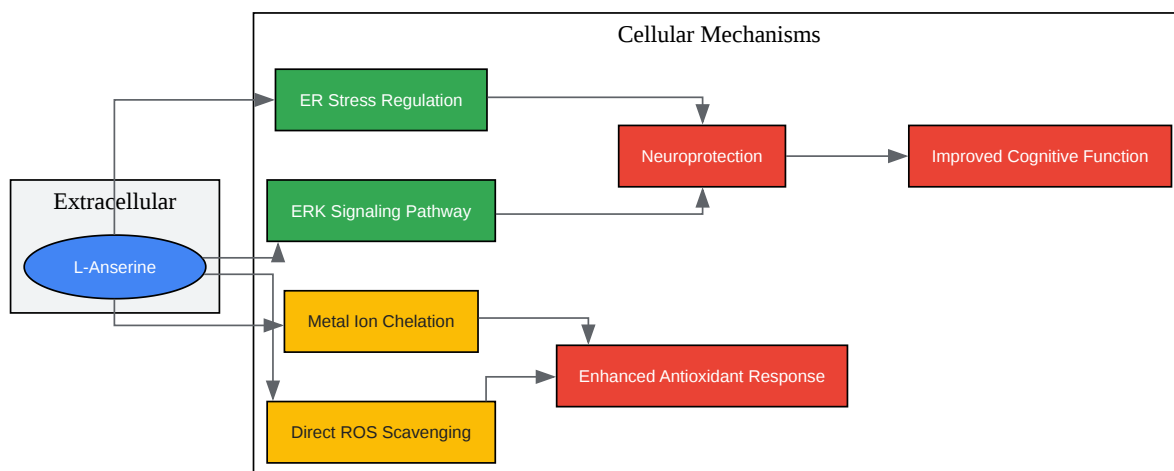 Cellular Mechanisms
ER Stress Regulation
Neuroprotection
Improved Cognitive Function
Extracellular
ERK Signaling Pathway
L-Anserine
Metal Ion Chelation
Enhanced Antioxidant Response
Direct ROS Scavenging